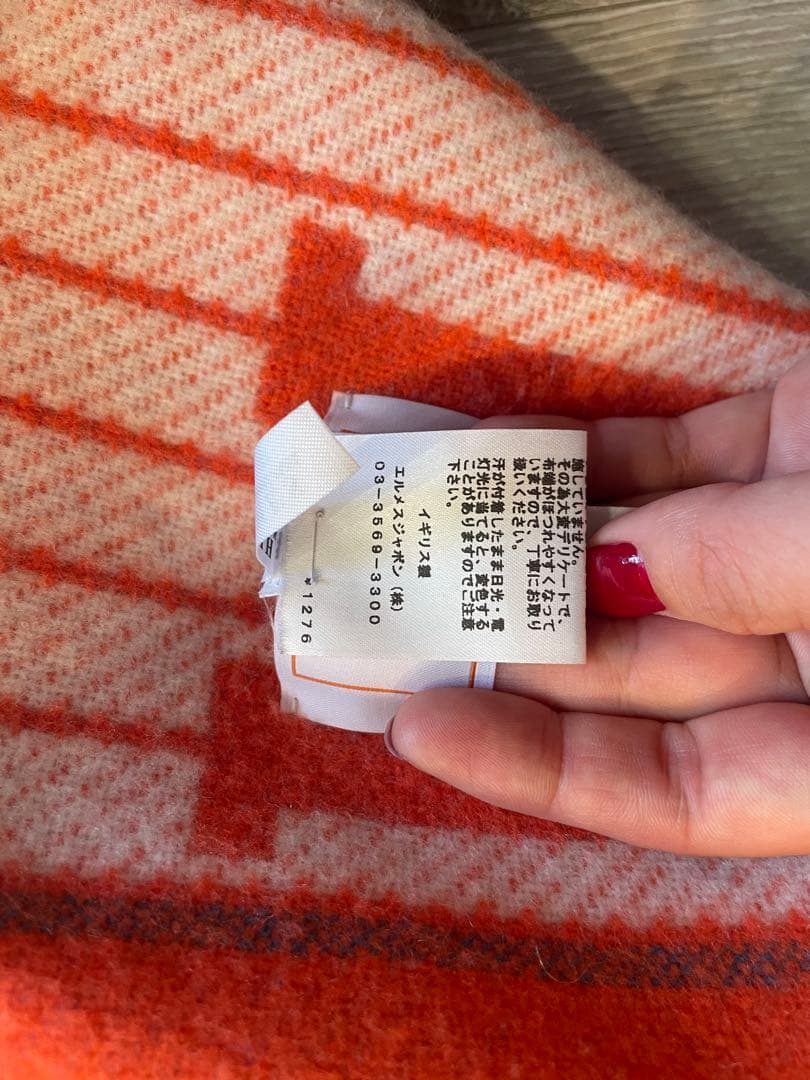 施していません。
その為大変デリケートで、
布端がほつれやすくなって
いますので、丁寧にお取り
扱いください。
汗が付着したまま日光・電
灯光に当てると、変色する
ことがありますのでご注意
下さい。
イギリス製
エルメスジャポン（株）
03-3569-3300
*1276